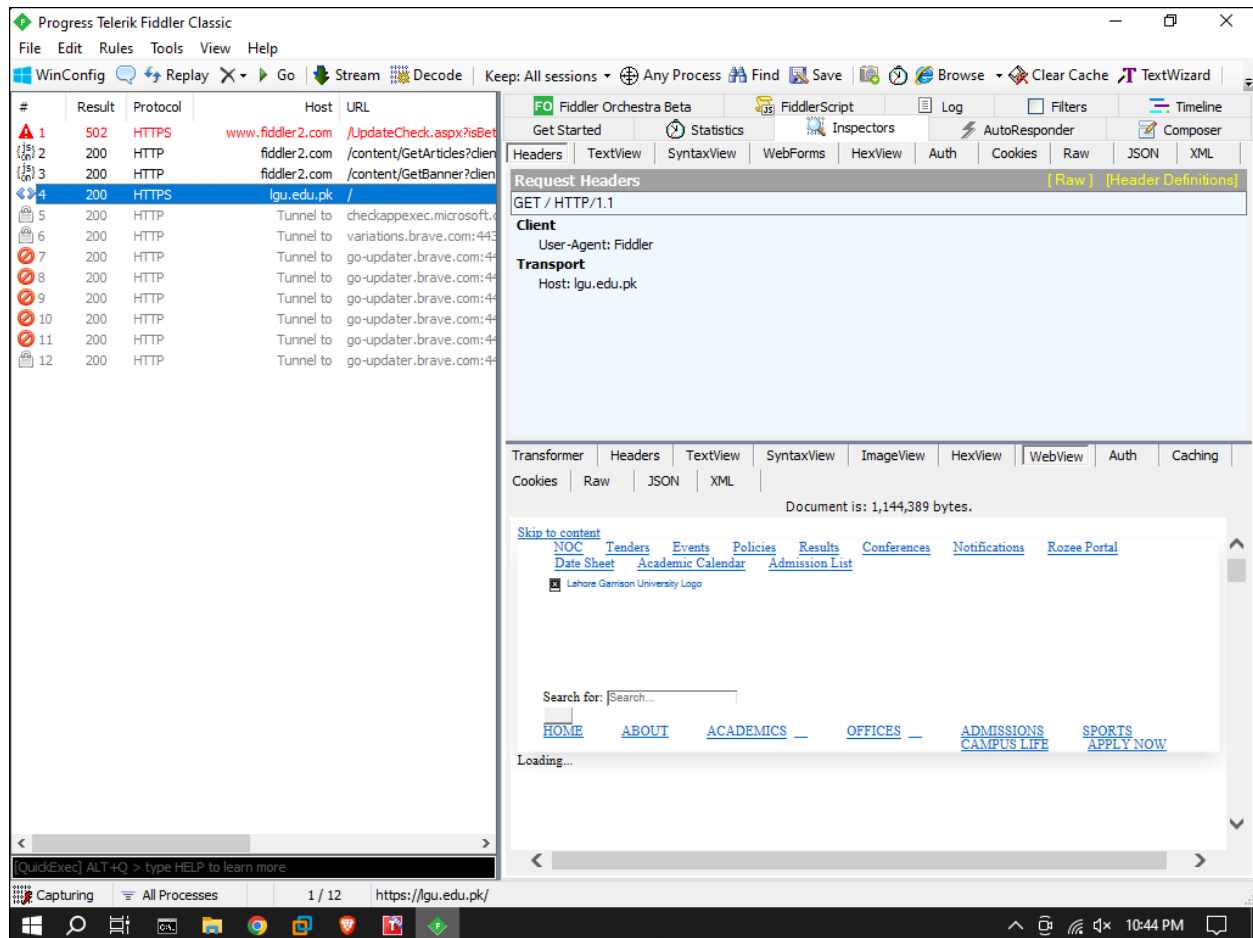 Progress Telerik Fiddler Classic
File Edit Rules Tools View Help
WinConfig Replay Go Stream Decode Keep: All sessions Any Process Find Save Browse Clear Cache TextWizard
# Result Protocol Host URL
1 502 HTTPS www.fiddler2.com /UpdateCheck.aspx?isBet
2 200 HTTP fiddler2.com /content/GetArticles?clien
3 200 HTTP fiddler2.com /content/GetBanner?clien
4 200 HTTPS lgu.edu.pk /
5 200 HTTP Tunnel to checkappexec.microsoft.c
6 200 HTTP Tunnel to variations.brave.com:443
7 200 HTTP Tunnel to go-updater.brave.com:44
8 200 HTTP Tunnel to go-updater.brave.com:44
9 200 HTTP Tunnel to go-updater.brave.com:44
10 200 HTTP Tunnel to go-updater.brave.com:44
11 200 HTTP Tunnel to go-updater.brave.com:44
12 200 HTTP Tunnel to go-updater.brave.com:44
FO Fiddler Orchestra Beta FiddlerScript Log Filters Timeline
Get Started Statistics Inspectors AutoResponder Composer
Headers TextView SyntaxView WebForms HexView Auth Cookies Raw JSON XML
Request Headers [ Raw ] [Header Definitions]
GET / HTTP/1.1
Client
User-Agent: Fiddler
Transport
Host: lgu.edu.pk
Transformer Headers TextView SyntaxView ImageView HexView WebView Auth Caching
Cookies Raw JSON XML
Document is: 1,144,389 bytes.
Skip to content
NOC Tenders Events Policies Results Conferences Notifications Rozee Portal
Date Sheet Academic Calendar Admission List
Lahore Garrison University Logo
Search for: Search...
HOME ABOUT ACADEMICS OFFICES ADMISSIONS SPORTS
CAMPUS LIFE APPLY NOW
Loading...
[QuickExec] ALT+Q > type HELP to learn more
Capturing All Processes 1 / 12 https://lgu.edu.pk/
10:44 PM